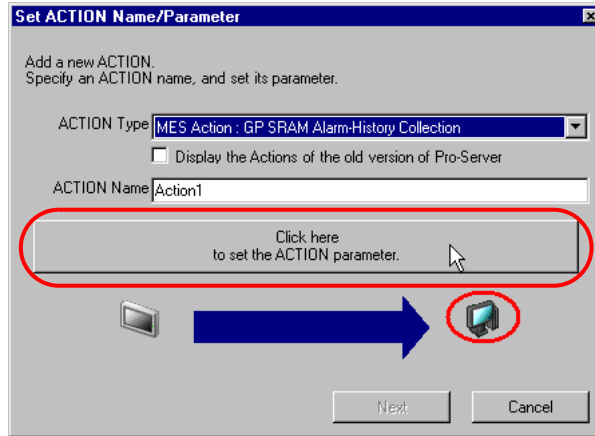 Set ACTION Name/Parameter
Add a new ACTION.
Specify an ACTION name, and set its parameter.
ACTION Type MES Action : GP SRAM Alarm-History Collection
Display the Actions of the old version of Pro-Server
ACTION Name Action1
Click here
to set the ACTION parameter.
Next Cancel